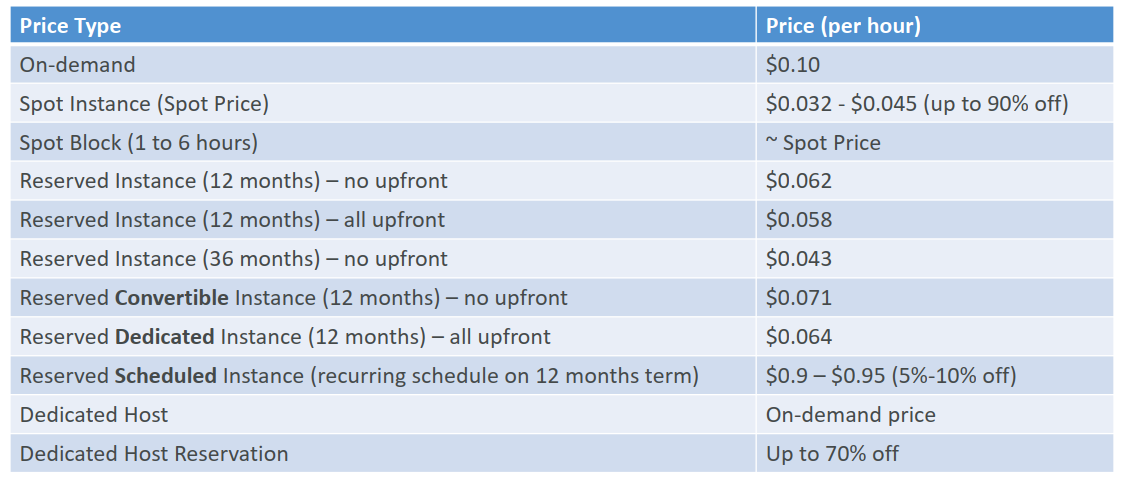 Price Type Price (per hour)
On-demand $0.10
Spot Instance (Spot Price) $0.032 - $0.045 (up to 90% off)
Spot Block (1 to 6 hours) ~ Spot Price
Reserved Instance (12 months) – no upfront $0.062
Reserved Instance (12 months) – all upfront $0.058
Reserved Instance (36 months) – no upfront $0.043
Reserved Convertible Instance (12 months) – no upfront $0.071
Reserved Dedicated Instance (12 months) – all upfront $0.064
Reserved Scheduled Instance (recurring schedule on 12 months term) $0.9 – $0.95 (5%-10% off)
Dedicated Host On-demand price
Dedicated Host Reservation Up to 70% off